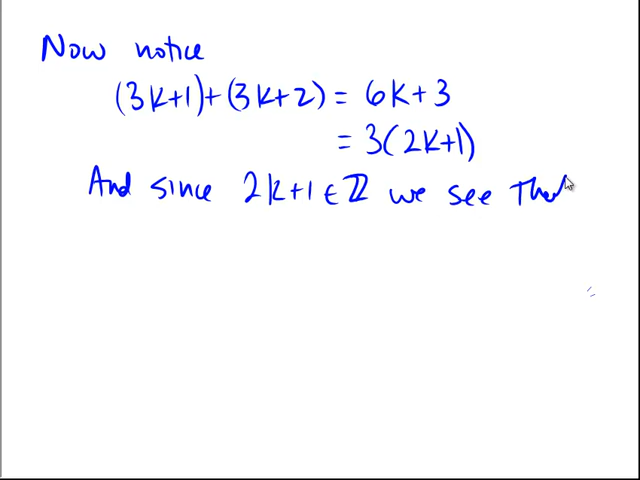 Now notice
(3k+1)+(3k+2) = 6k+3
= 3(2k+1)
And since 2k+1 ∈ ℤ we see that